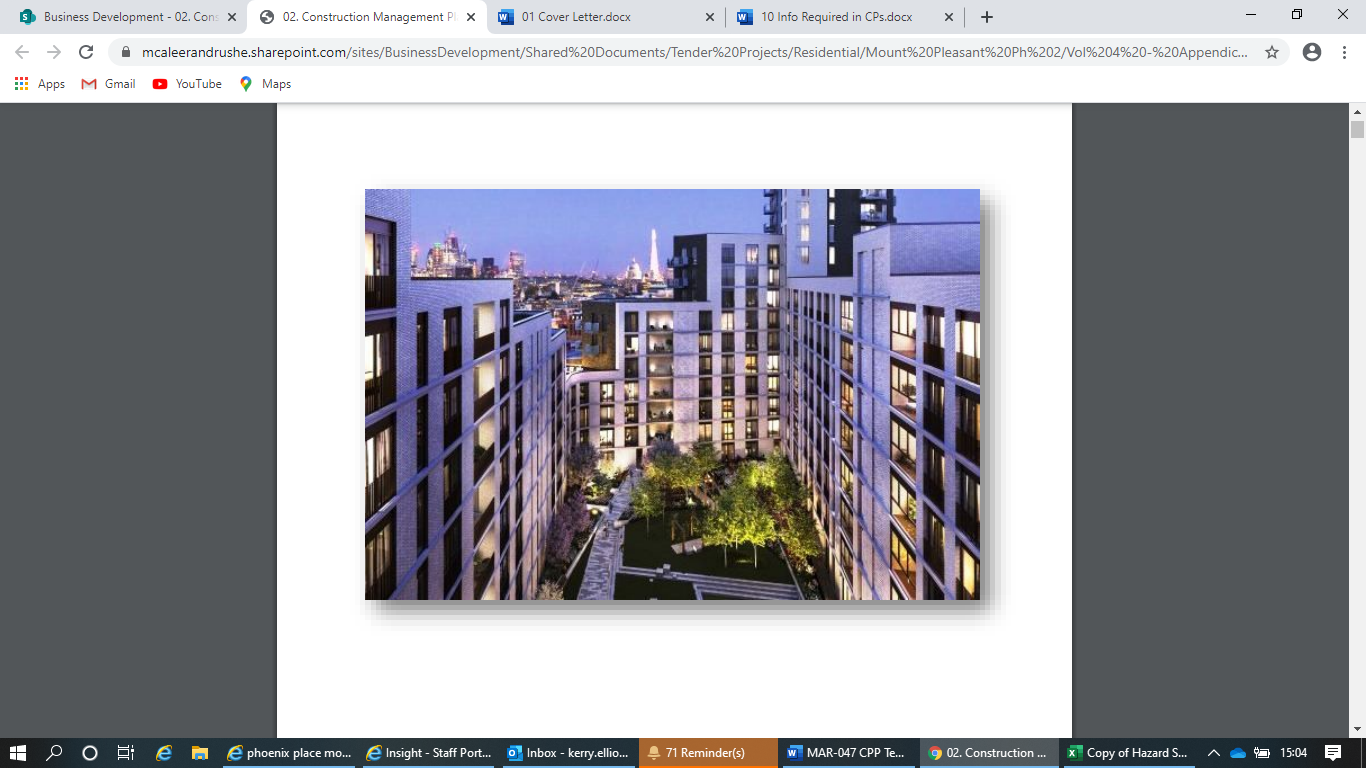 Business Development - 02. Cons
02. Construction Management Pl
01 Cover Letter.docx
10 Info Required in CPs.docx
mcaleerandrushe.sharepoint.com/sites/BusinessDevelopment/Shared%20Documents/Tender%20Projects/Residential/Mount%20Pleasant%20Ph%202/Vol%204%20-%20Appendic...
Apps
Gmail
YouTube
Maps
phoenix place mo...
Insight - Staff Port...
Inbox - kerry.ellio...
71 Reminder(s)
MAR-047 CPP Te...
02. Construction ...
Copy of Hazard S...
15:04